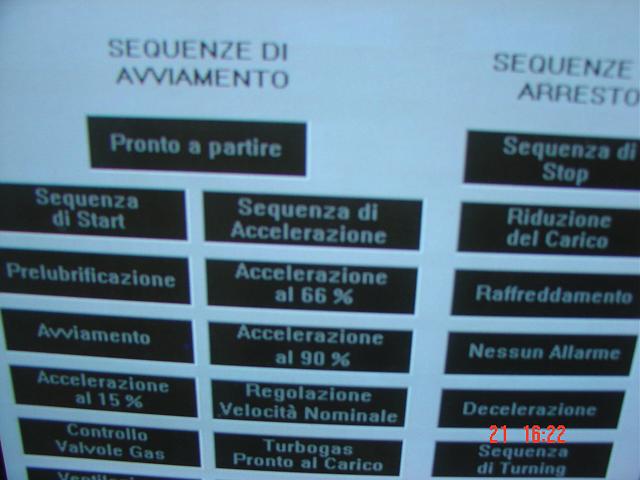 SEQUENZE DI
AVVIAMENTO
Pronto a partire
Sequenza
di Start
Prelubrificazione
Avviamento
Accelerazione
al 15 %
Controllo
Valvole Gas
Sequenza di
Accelerazione
Accelerazione
al 66 %
Accelerazione
al 90 %
Regolazione
Velocità Nominale
Turbogas
Pronto al Carico
SEQUENZE
ARRESTO
Sequenza di
Stop
Riduzione
del Carico
Raffreddamento
Nessun Allarme
Decelerazione
Sequenza
di Turning
21 16:22